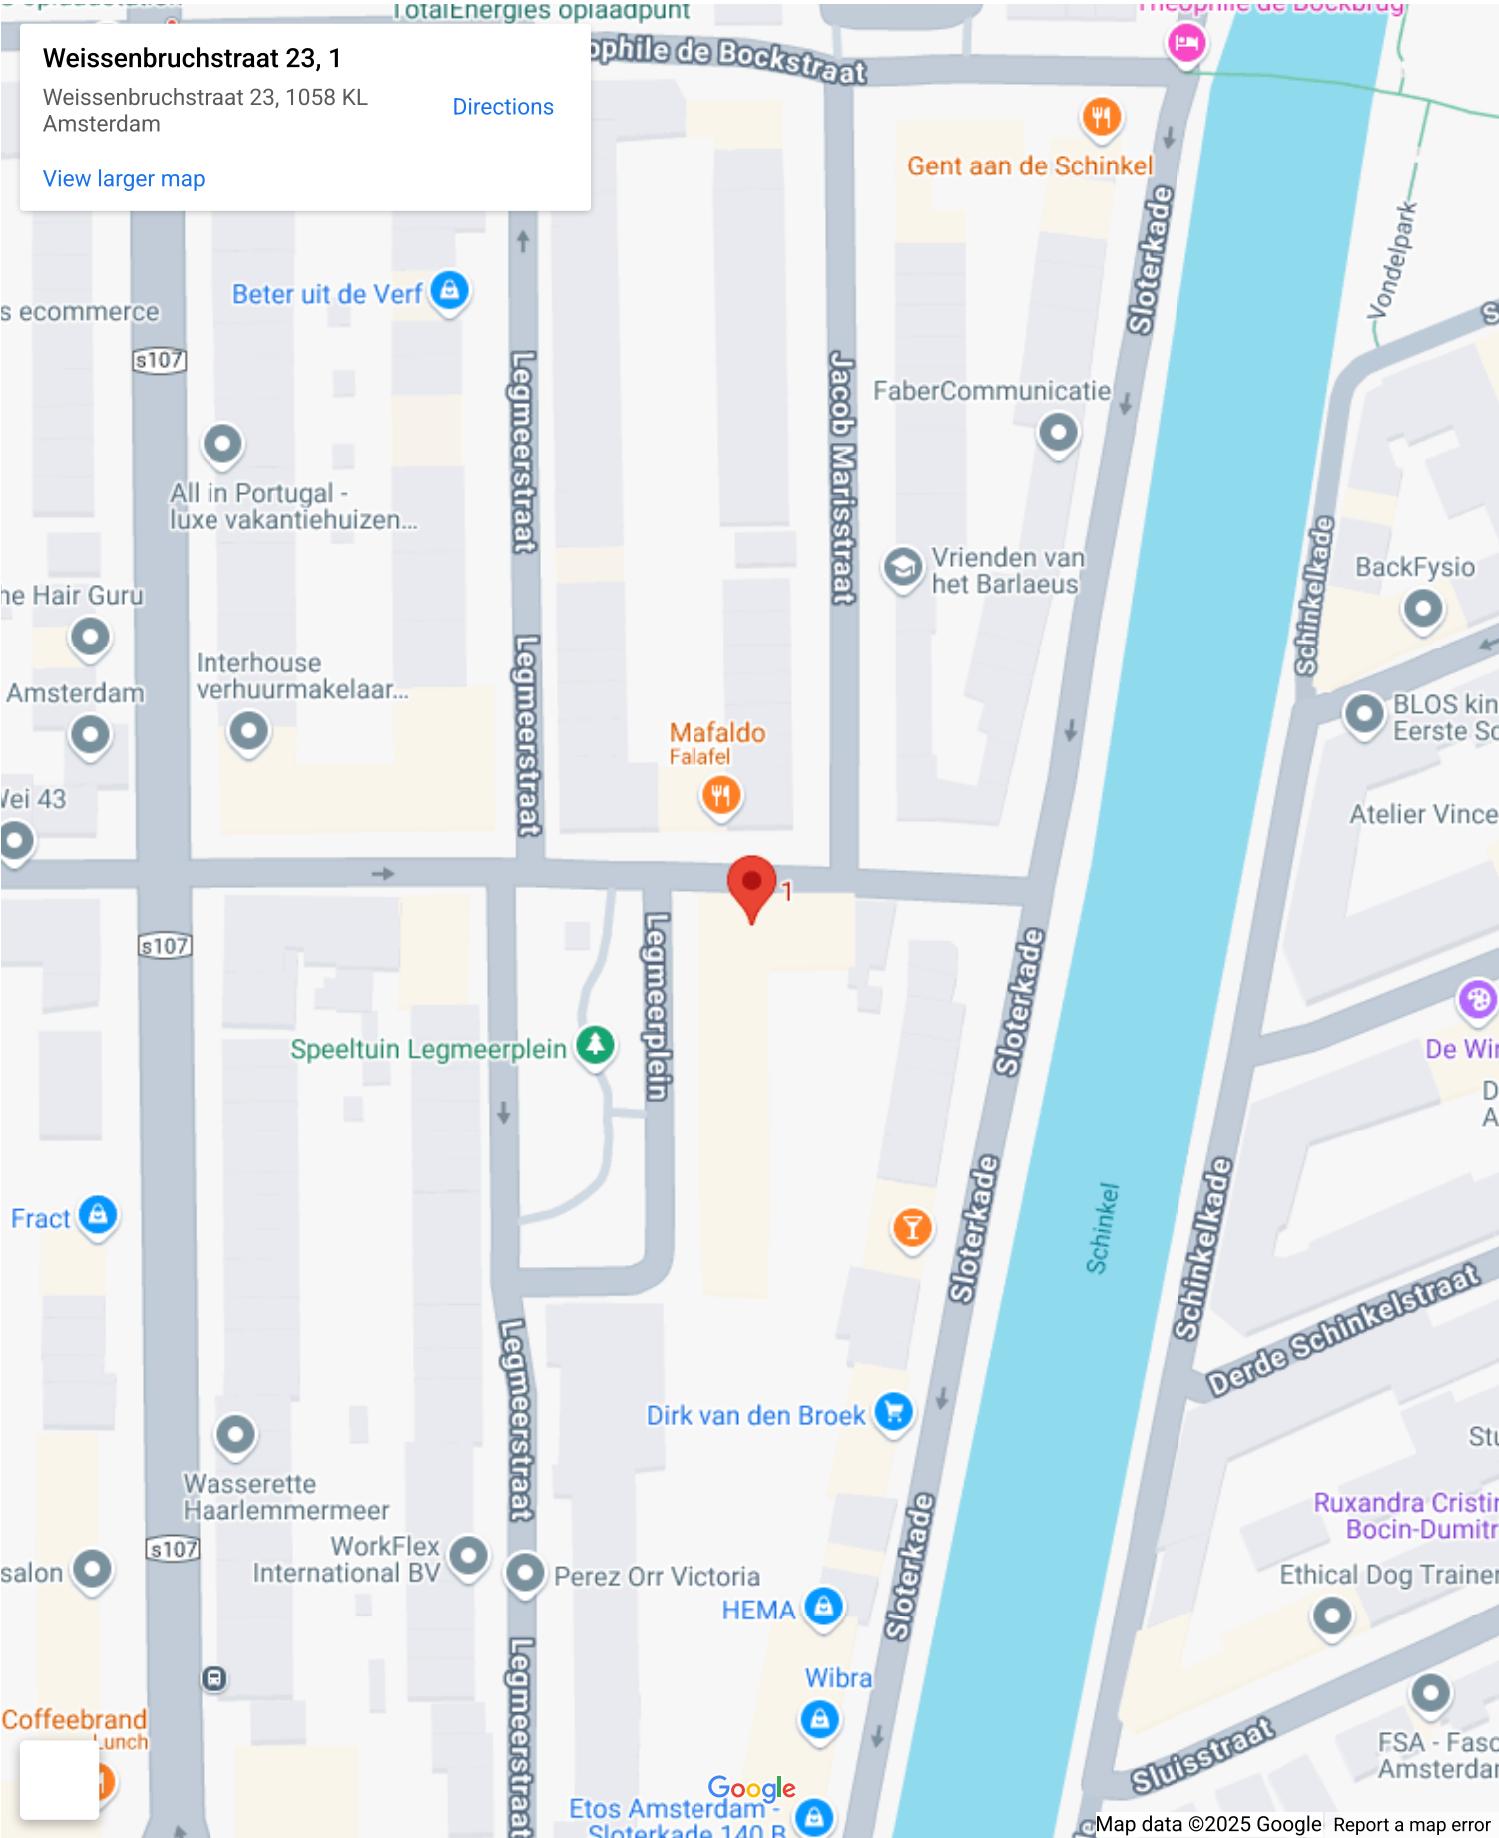 TotalEnergies oplaadpunt
Weissenbruchstraat 23, 1
Weissenbruchstraat 23, 1058 KL
Amsterdam
Directions
View larger map
ophile de Bockstraat
Gent aan de Schinkel
Sloterkade
Vondelpark
Beter uit de Verf
s ecommerce
s107
Legmeerstraat
Jacob Marisstraat
FaberCommunicatie
All in Portugal -
luxe vakantiehuizen...
Vrienden van
het Barlaeus
Schinkelkade
BackFysio
he Hair Guru
Interhouse
verhuurmakelaar...
Amsterdam
Legmeerstraat
BLOS kin
Eerste Sc
Mafaldo
Falafel
Wei 43
Atelier Vince
1
s107
Legmeerplein
Sloterkade
Speeltuin Legmeerplein
De Wir
D
A
Fract
Sloterkade
Schinkel
Schinkelkade
Derde Schinkelstraat
Legmeerstraat
Dirk van den Broek
Stu
Wasserette
Haarlemmermeer
Ruxandra Cristin
Bocin-Dumitr
s107
WorkFlex
International BV
salon
Perez Orr Victoria
Sloterkade
Ethical Dog Trainer
HEMA
Wibra
Legmeerstraat
Coffeebrand
Lunch
Sluisstraat
FSA - Fasc
Amsterdar
Google
Etos Amsterdam -
Sloterkade 140 B
Map data ©2025 Google
Report a map error